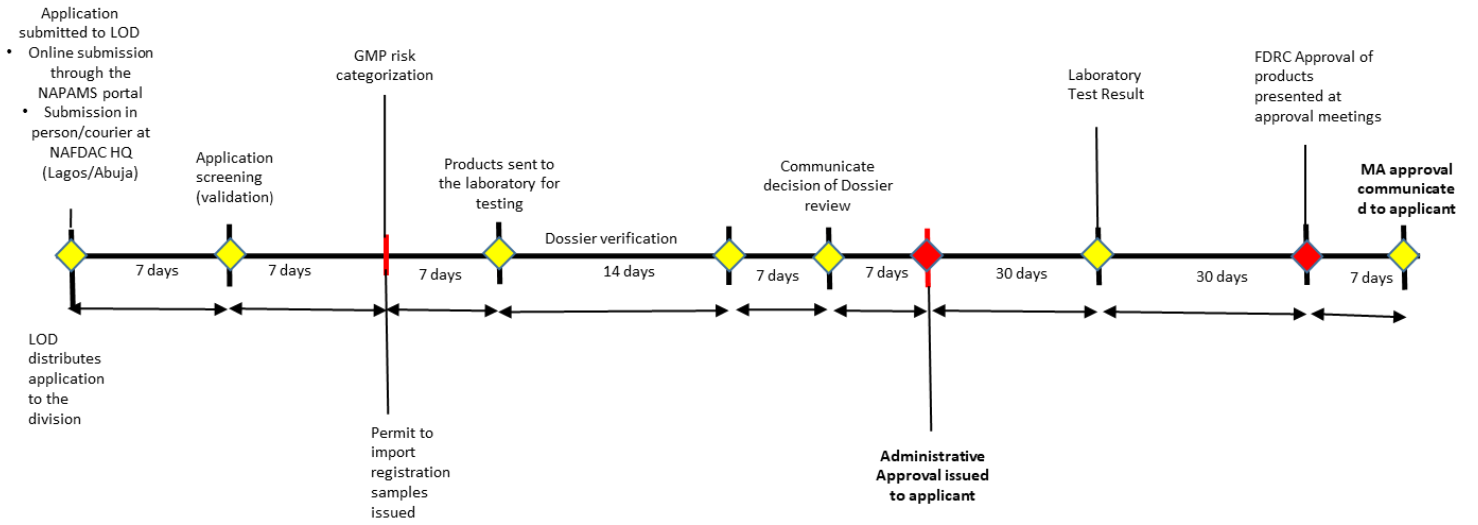 Application
submitted to LOD
• Online submission
through the
NAPAMS portal
• Submission in
person/courier at
NAFDAC HQ
(Lagos/Abuja)
Application
screening
(validation)
GMP risk
categorization
Products sent to
the laboratory for
testing
Dossier verification
Communicate
decision of Dossier
review
Laboratory
Test Result
FDRC Approval of
products
presented at
approval meetings
MA approval
communicate
d to applicant
7 days
7 days
7 days
14 days
7 days
7 days
30 days
30 days
7 days
LOD
distributes
application
to the
division
Permit to
import
registration
samples
issued
Administrative
Approval issued
to applicant